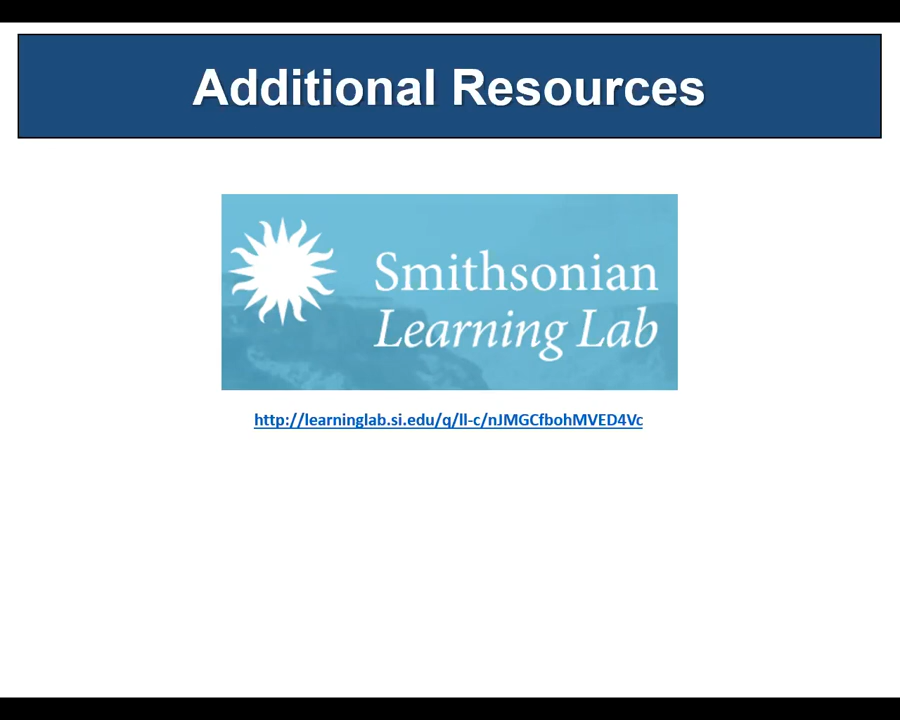 Additional Resources
Smithsonian
Learning Lab
http://learninglab.si.edu/q/ll-c/nJMGCfbohMVED4Vc